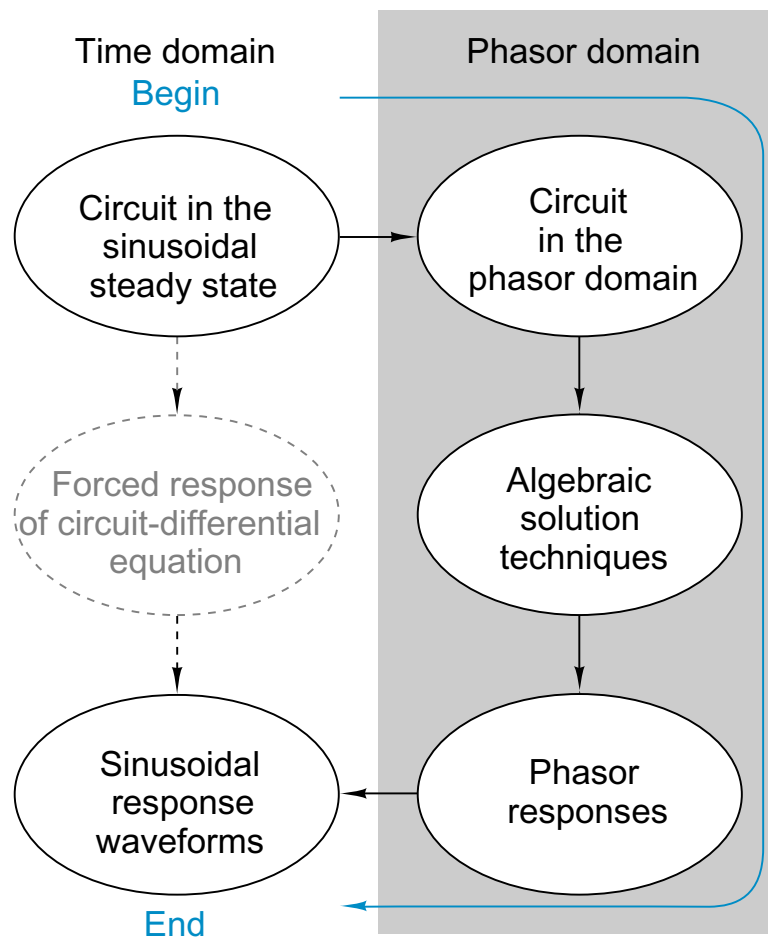 Time domain
Phasor domain
Begin
Circuit in the
sinusoidal
steady state
Circuit
in the
phasor domain
Forced response
of circuit-differential
equation
Algebraic
solution
techniques
Sinusoidal
response
waveforms
Phasor
responses
End